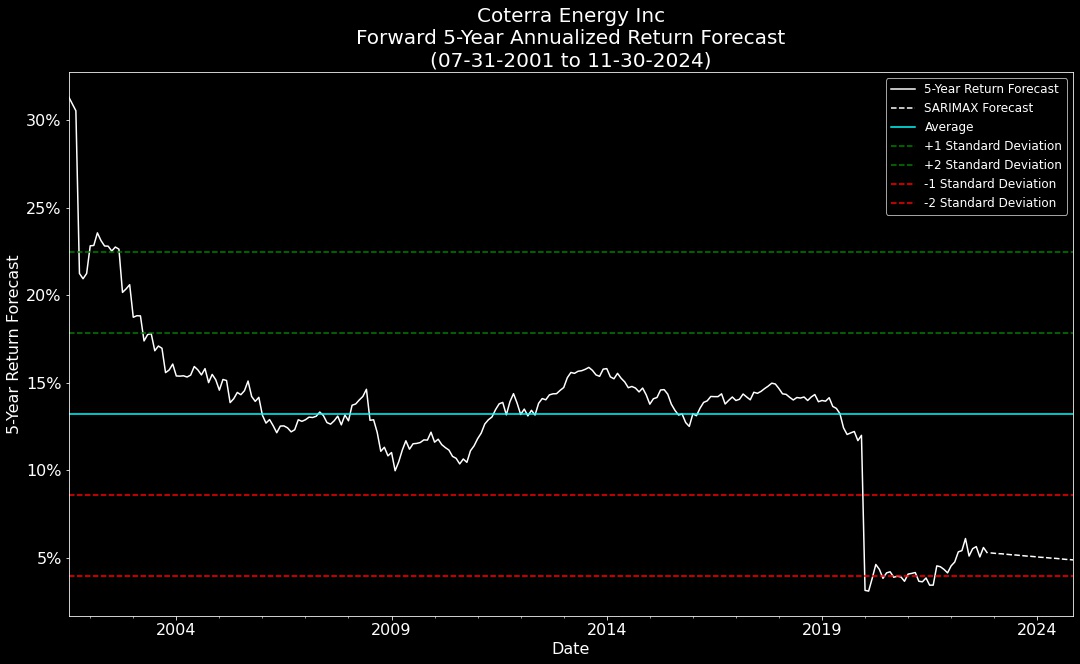 Coterra Energy Inc
Forward 5-Year Annualized Return Forecast
(07-31-2001 to 11-30-2024)
5-Year Return Forecast
SARIMAX Forecast
Average
+1 Standard Deviation
+2 Standard Deviation
-1 Standard Deviation
-2 Standard Deviation
30%
25%
20%
15%
10%
5%
5-Year Return Forecast
2004
2009
2014
2019
2024
Date